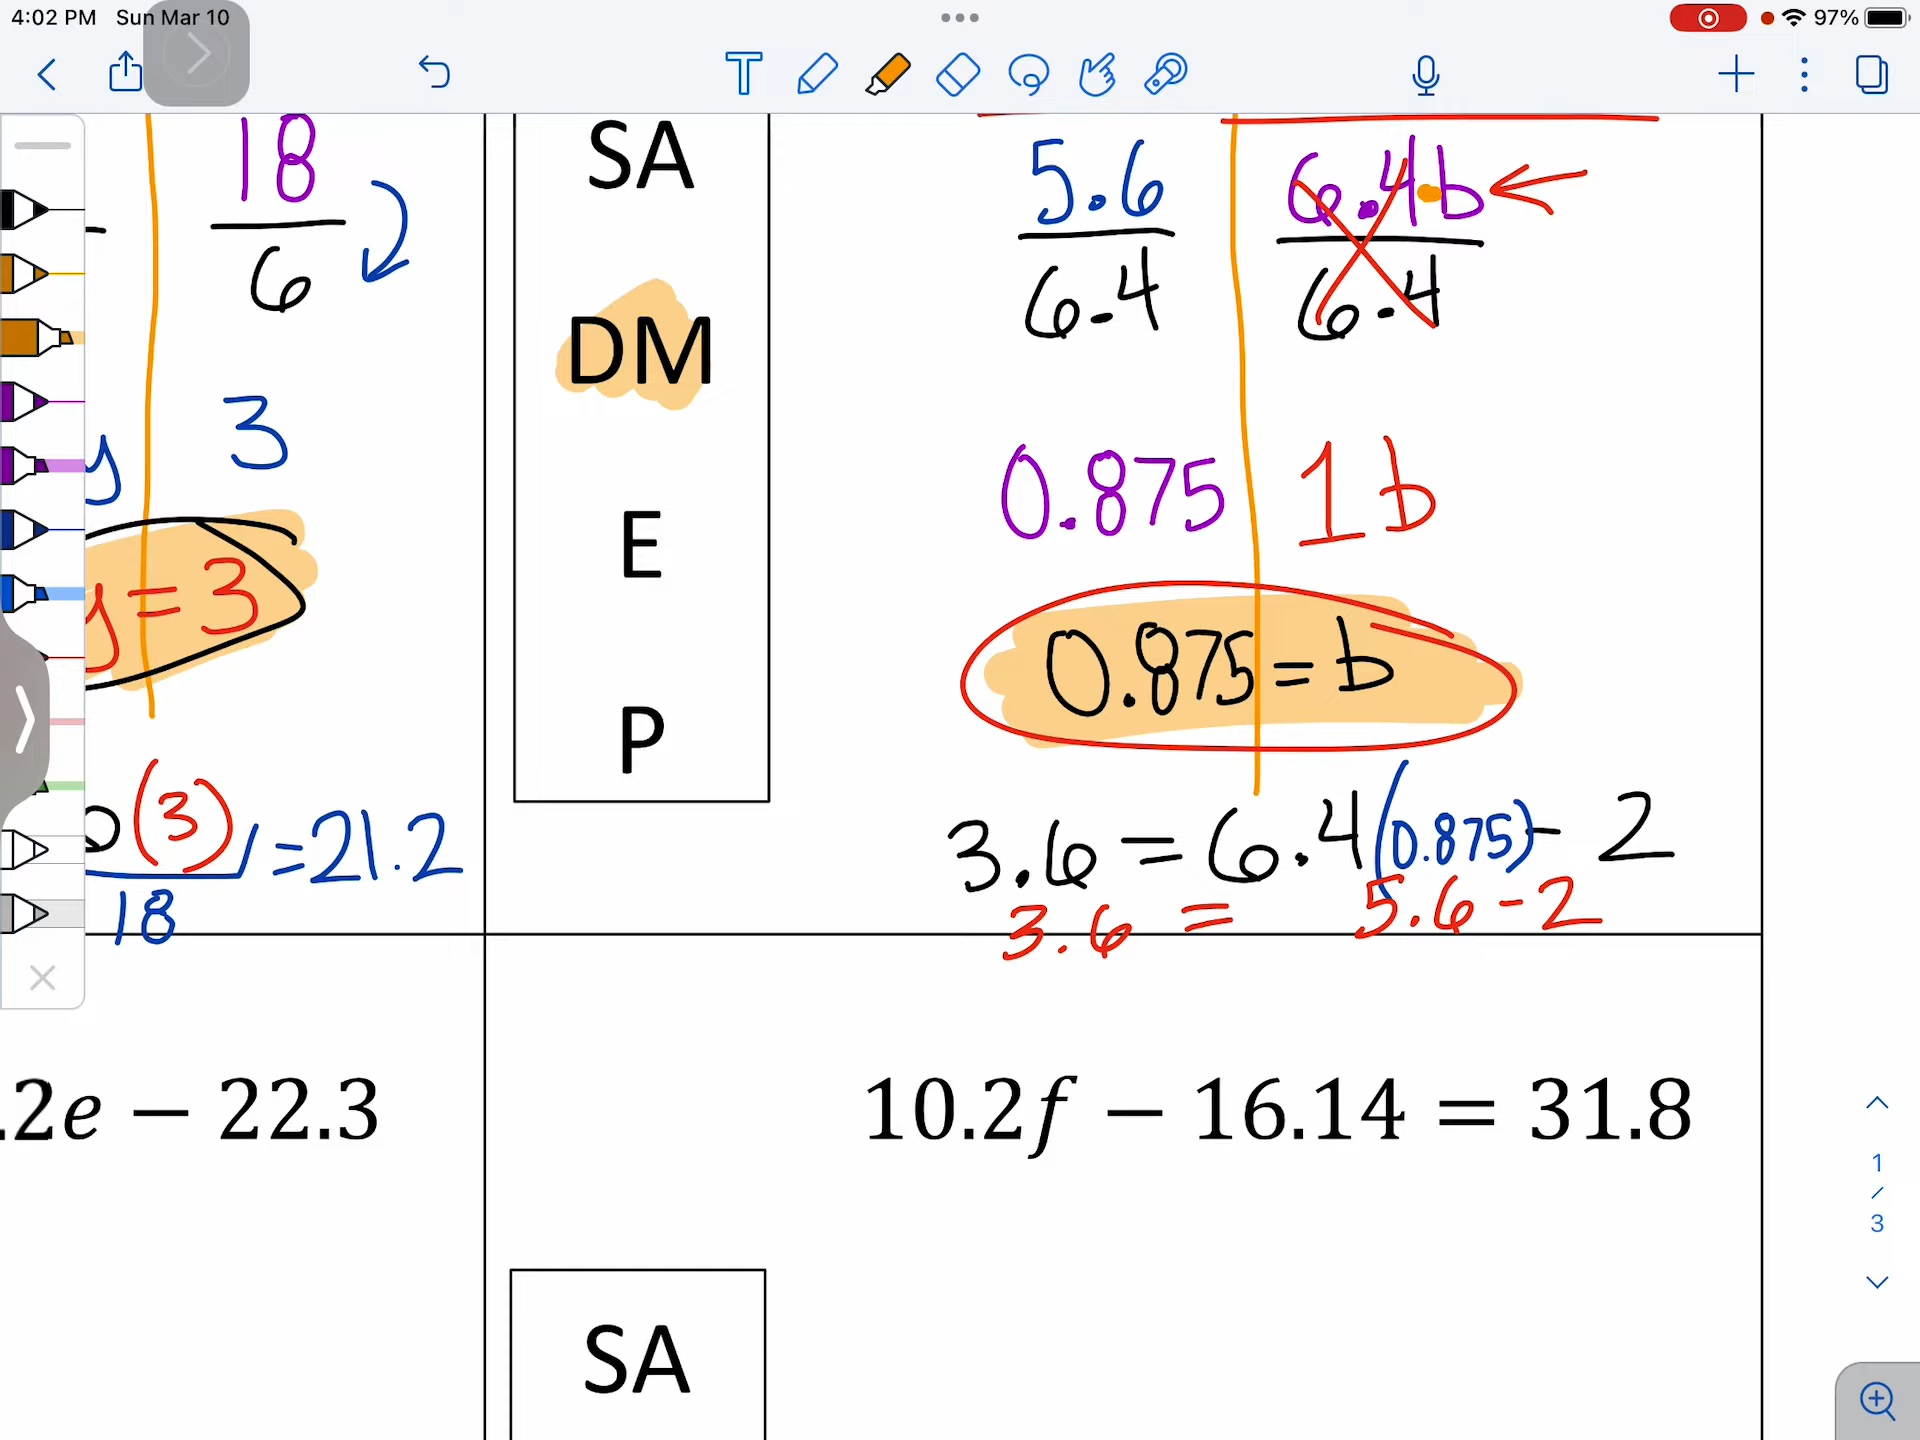 4:02 PM Sun Mar 10
97%
T
18
6
3
y
y = 3
(3) = 21.2
18
SA
DM
E
P
5.6
6.4
6.4·b
6.4
0.875
1b
0.875 = b
3.6 = 6.4(0.875) - 2
3.6 = 5.6 - 2
.2e − 22.3
10.2f − 16.14 = 31.8
SA
1
/
3